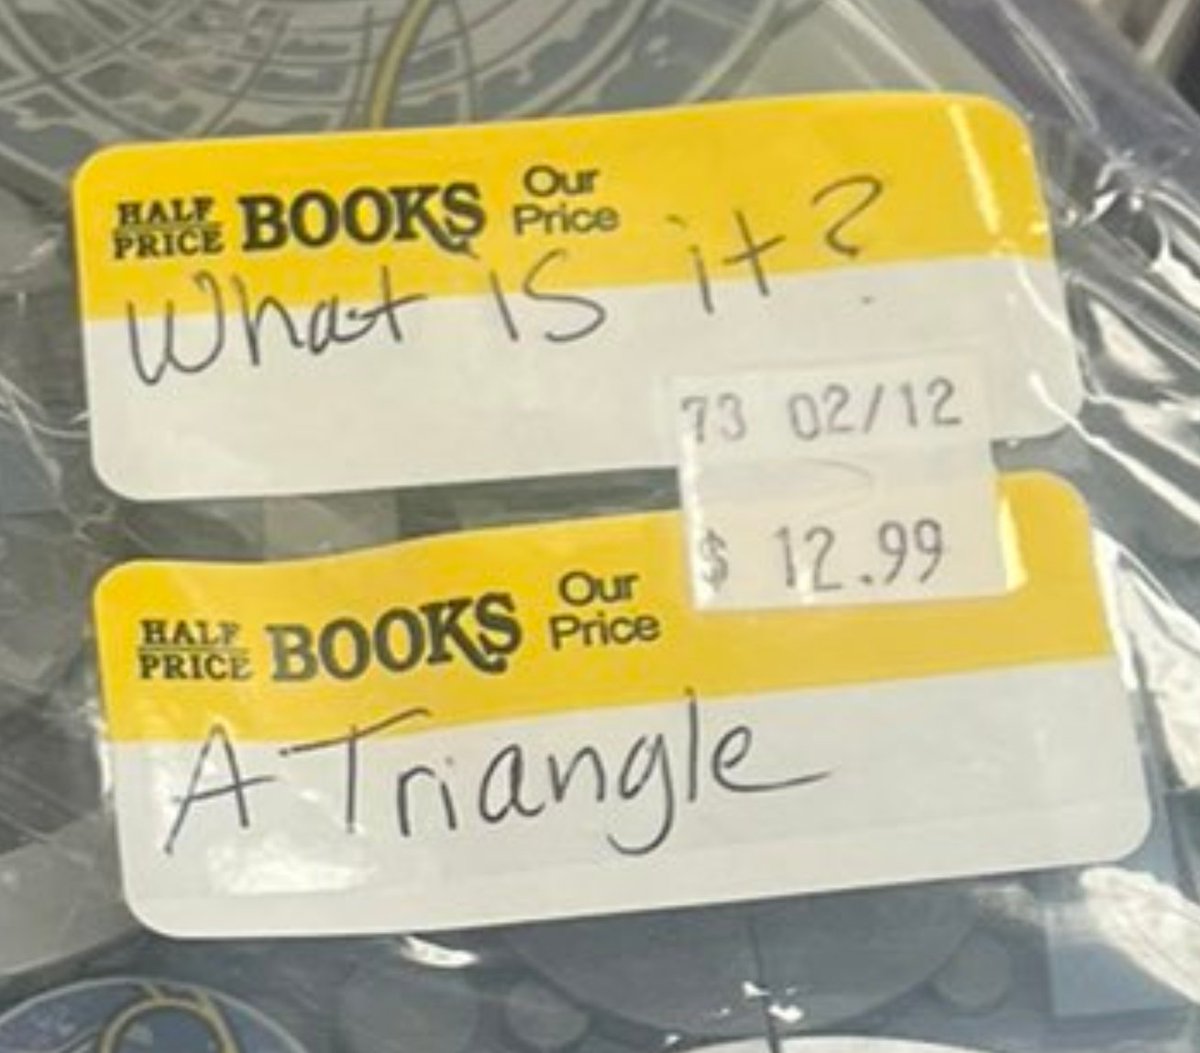 HALF PRICE BOOKS Our Price
What is it?
73 02/12
$ 12.99
HALF PRICE BOOKS Our Price
A Triangle